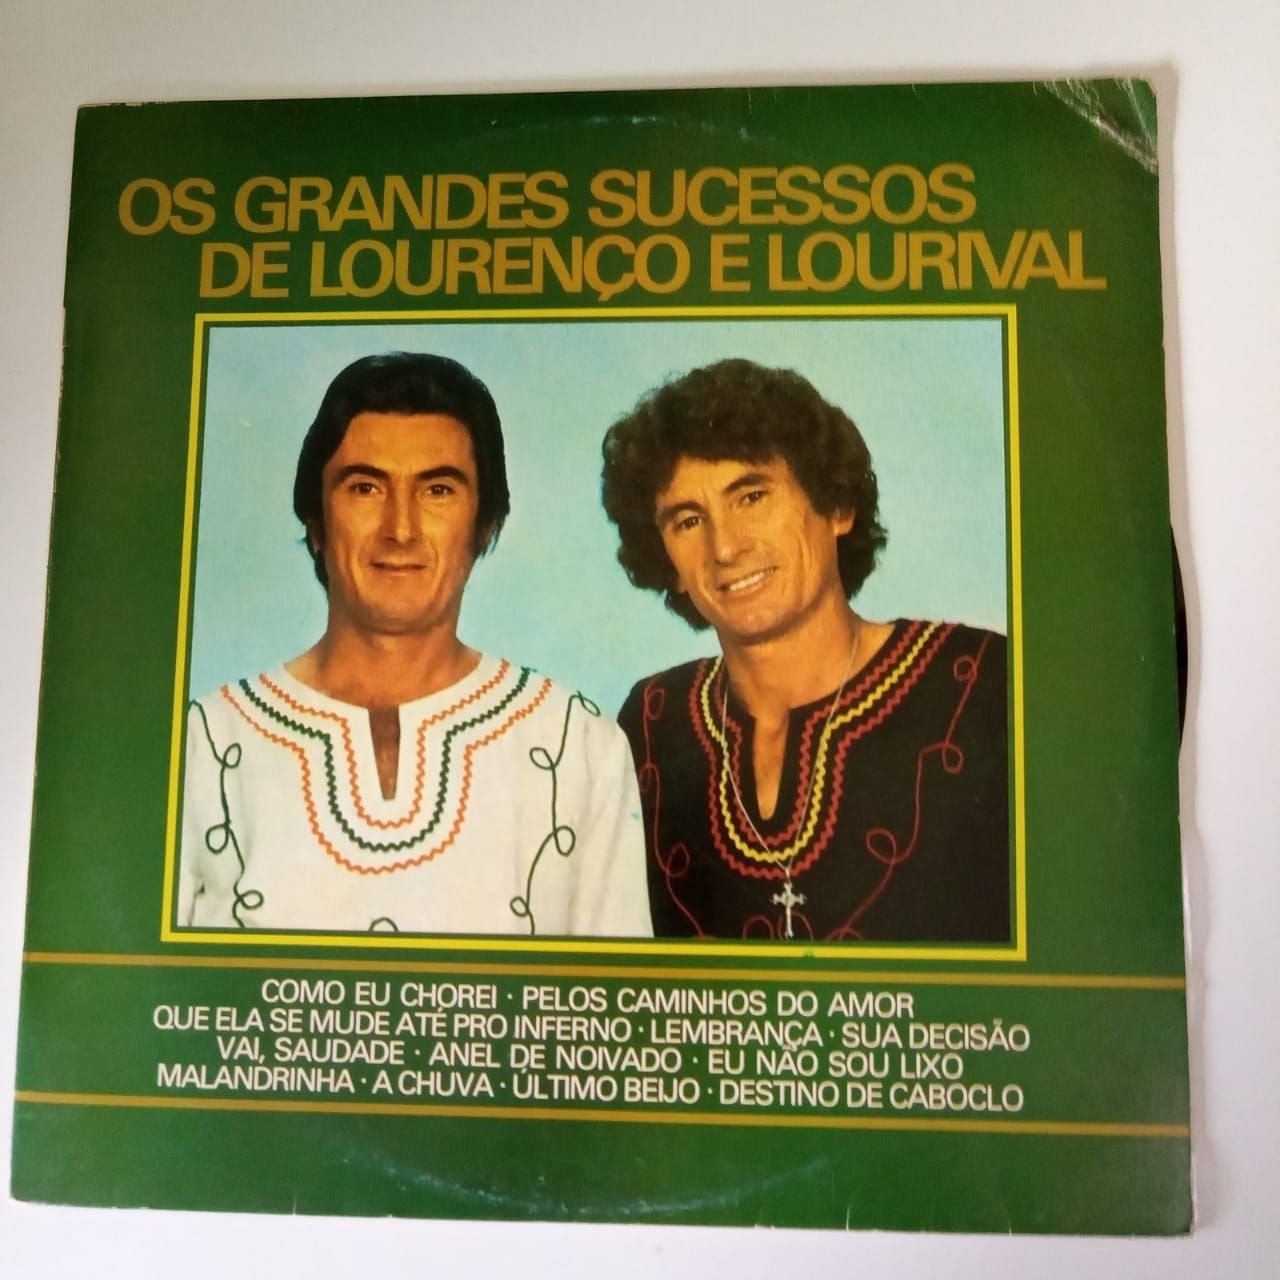 OS GRANDES SUCESSOS
DE LOURENÇO E LOURIVAL
COMO EU CHOREI · PELOS CAMINHOS DO AMOR
QUE ELA SE MUDE ATÉ PRO INFERNO · LEMBRANÇA · SUA DECISÃO
VAI, SAUDADE · ANEL DE NOIVADO · EU NÃO SOU LIXO
MALANDRINHA · A CHUVA · ÚLTIMO BEIJO · DESTINO DE CABOCLO